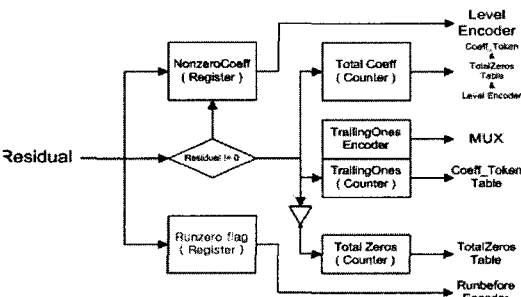 Level
Encoder
Coeff_Token
&
TotalZeros
Table
&
Level Encoder
NonzeroCoeff
( Register )
Total Coeff
( Counter )
TrailingOnes
Encoder
MUX
Residual
Residual != 0
TrailingOnes
( Counter )
Coeff_Token
Table
Runzero flag
( Register )
Total Zeros
( Counter )
TotalZeros
Table
Runbefore
Encoder